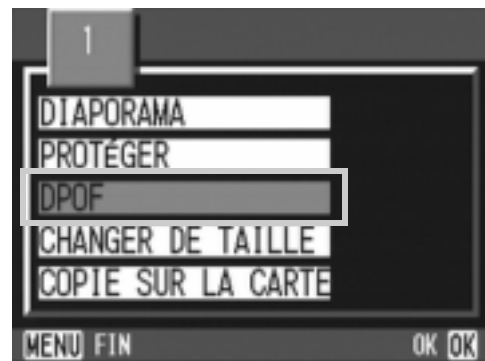 1
DIAPORAMA
PROTÉGER
DPOF
CHANGER DE TAILLE
COPIE SUR LA CARTE
MENU FIN OK OK